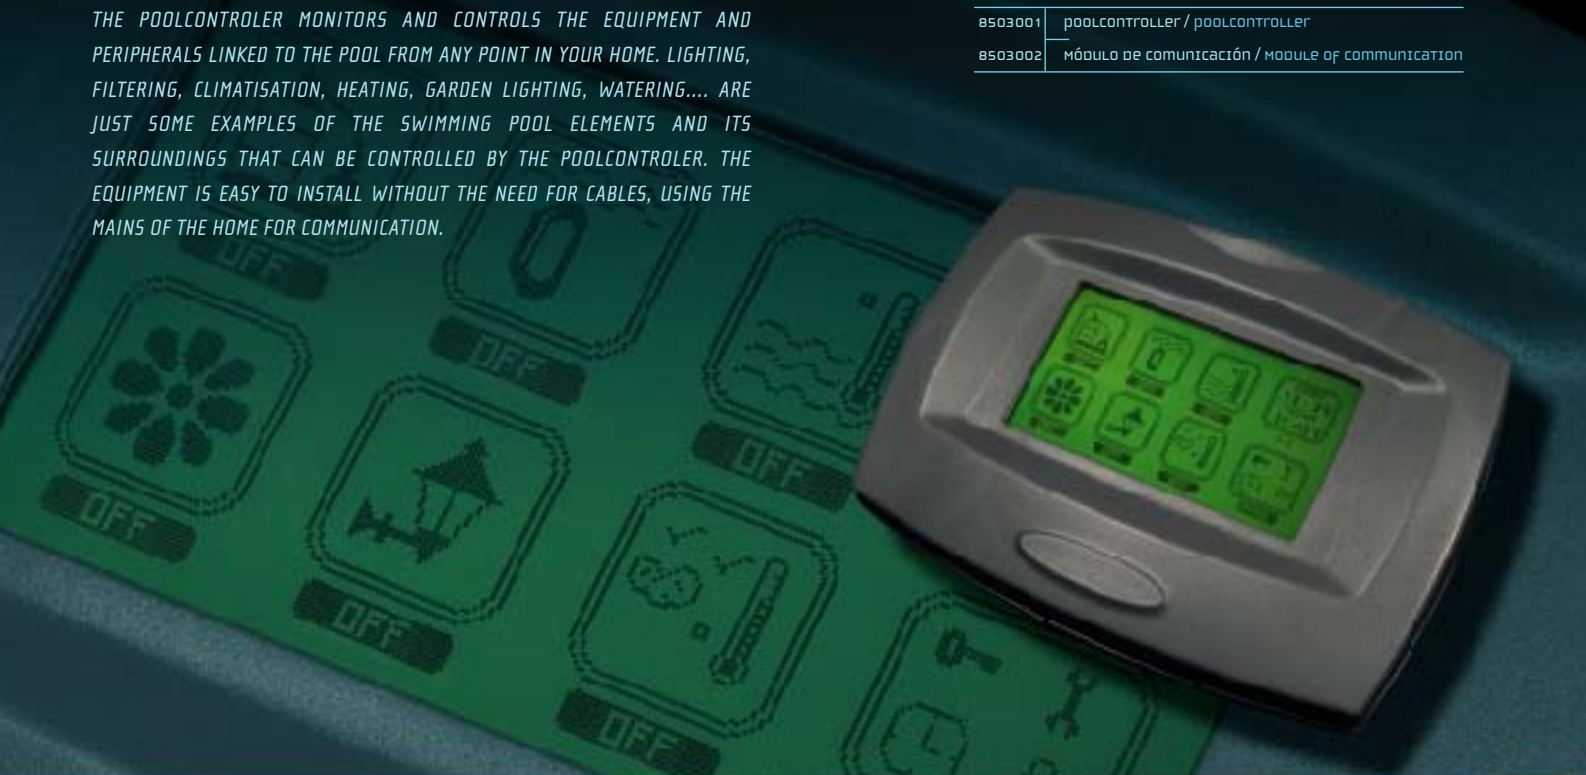 THE POOLCONTROLER MONITORS AND CONTROLS THE EQUIPMENT AND
PERIPHERALS LINKED TO THE POOL FROM ANY POINT IN YOUR HOME. LIGHTING,
FILTERING, CLIMATISATION, HEATING, GARDEN LIGHTING, WATERING.... ARE
JUST SOME EXAMPLES OF THE SWIMMING POOL ELEMENTS AND ITS
SURROUNDINGS THAT CAN BE CONTROLLED BY THE POOLCONTROLER. THE
EQUIPMENT IS EASY TO INSTALL WITHOUT THE NEED FOR CABLES, USING THE
MAINS OF THE HOME FOR COMMUNICATION.
8503001 poolcontroller / poolcontroller
8503002 módulo de comunicación / module of communication
OFF
OFF
OFF
OFF
OFF
OFF